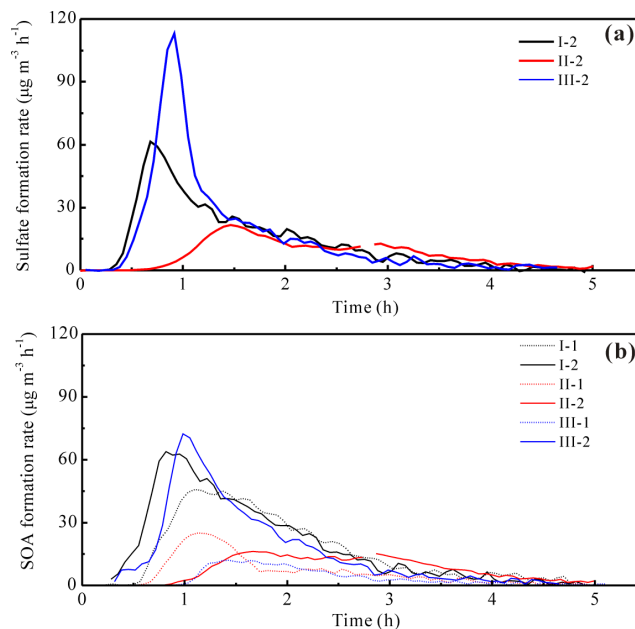 120
90
60
30
0
Sulfate formation rate (μg m⁻³ h⁻¹)
(a)
I-2
II-2
III-2
0 1 2 3 4 5
Time (h)
120
90
60
30
0
SOA formation rate (μg m⁻³ h⁻¹)
(b)
I-1
I-2
II-1
II-2
III-1
III-2
0 1 2 3 4 5
Time (h)